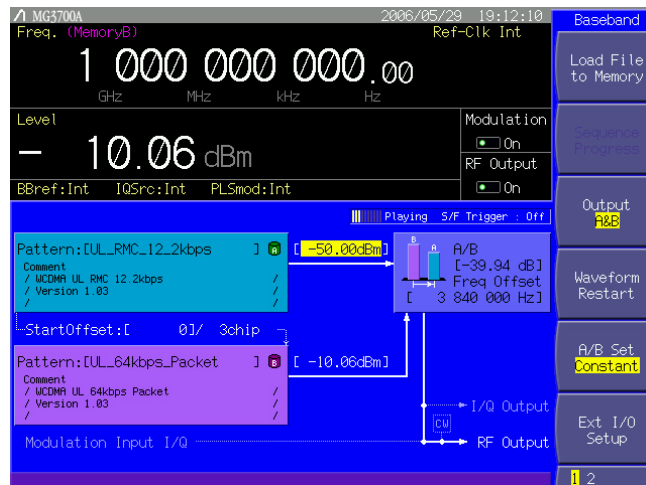 MG3700A 2006/05/29 19:12:10
Freq. (MemoryB) Ref-Clk Int
1 000 000 000.00
GHz MHz kHz Hz
Level
- 10.06 dBm
Modulation
On
RF Output
On
BBref:Int IQSrc:Int PLSmod:Int
Playing S/F Trigger : Off
Pattern:[UL_RMC_12_2kbps ] A [ -50.00dBm]
Comment
/ WCDMA UL RMC 12.2kbps /
/ Version 1.03 /
/ /
B A A/B
[-39.94 dB]
Freq Offset
[ 3 840 000 Hz]
StartOffset:[ 0]/ 3chip
Pattern:[UL_64kbps_Packet ] B [ -10.06dBm]
Comment
/ WCDMA UL 64kbps Packet /
/ Version 1.03 /
/ /
I/Q Output
CW
Modulation Input I/Q RF Output
Baseband
Load File
to Memory
Sequence
Progress
Output
A&B
Waveform
Restart
A/B Set
Constant
Ext I/O
Setup
1 2